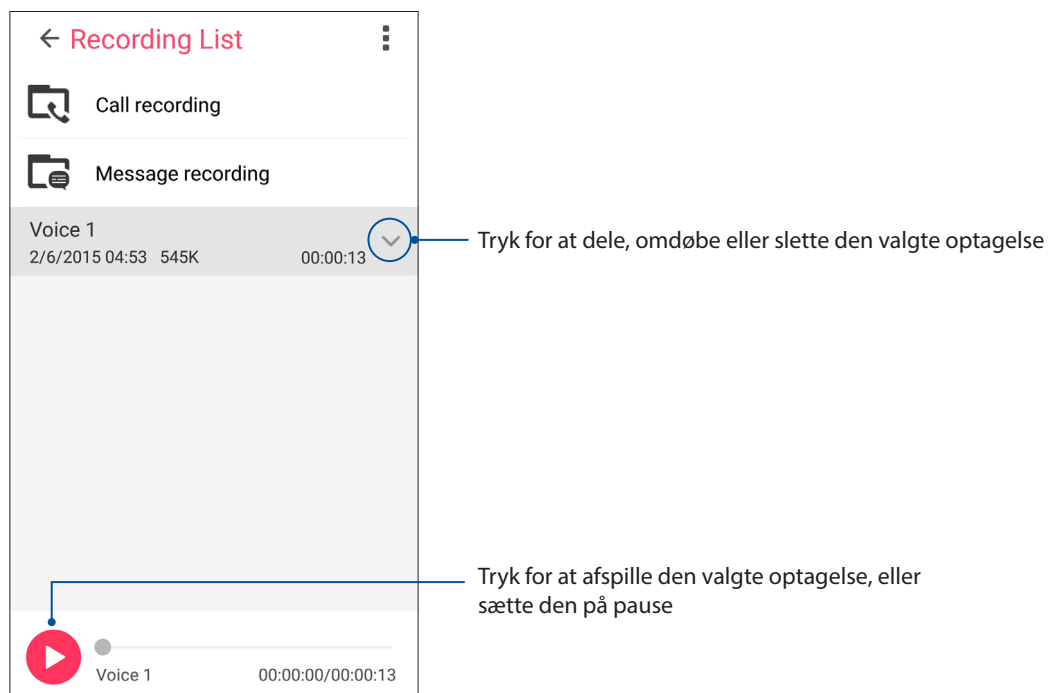 Recording List
Call recording
Message recording
Voice 1
2/6/2015 04:53 545K 00:00:13
Tryk for at dele, omdøbe eller slette den valgte optagelse
Tryk for at afspille den valgte optagelse, eller
sætte den på pause
Voice 1 00:00:00/00:00:13